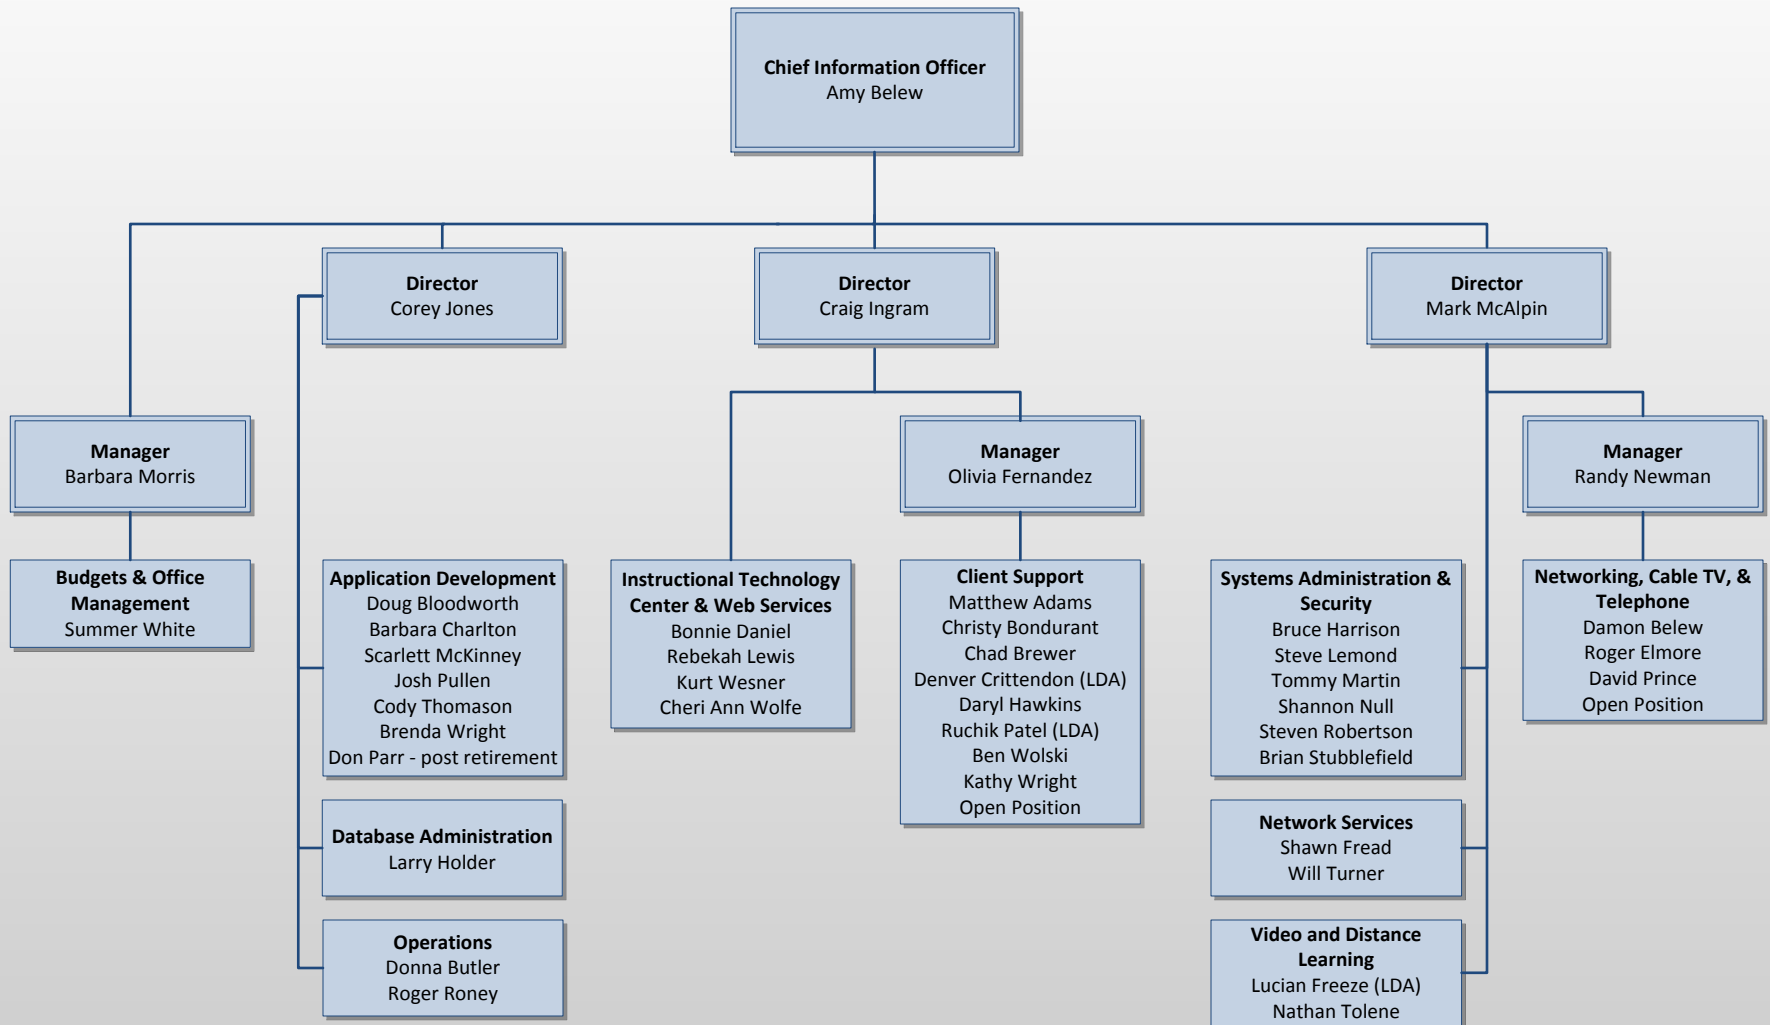 Chief Information Officer
Amy Belew
Director
Corey Jones
Director
Craig Ingram
Director
Mark McAlpin
Manager
Barbara Morris
Manager
Olivia Fernandez
Manager
Randy Newman
Budgets & Office
Management
Summer White
Application Development
Doug Bloodworth
Barbara Charlton
Scarlett McKinney
Josh Pullen
Cody Thomason
Brenda Wright
Don Parr - post retirement
Instructional Technology
Center & Web Services
Bonnie Daniel
Rebekah Lewis
Kurt Wesner
Cheri Ann Wolfe
Client Support
Matthew Adams
Christy Bondurant
Chad Brewer
Denver Crittendon (LDA)
Daryl Hawkins
Ruchik Patel (LDA)
Ben Wolski
Kathy Wright
Open Position
Systems Administration &
Security
Bruce Harrison
Steve Lemond
Tommy Martin
Shannon Null
Steven Robertson
Brian Stubblefield
Networking, Cable TV, &
Telephone
Damon Belew
Roger Elmore
David Prince
Open Position
Database Administration
Larry Holder
Network Services
Shawn Fread
Will Turner
Operations
Donna Butler
Roger Roney
Video and Distance
Learning
Lucian Freeze (LDA)
Nathan Tolene